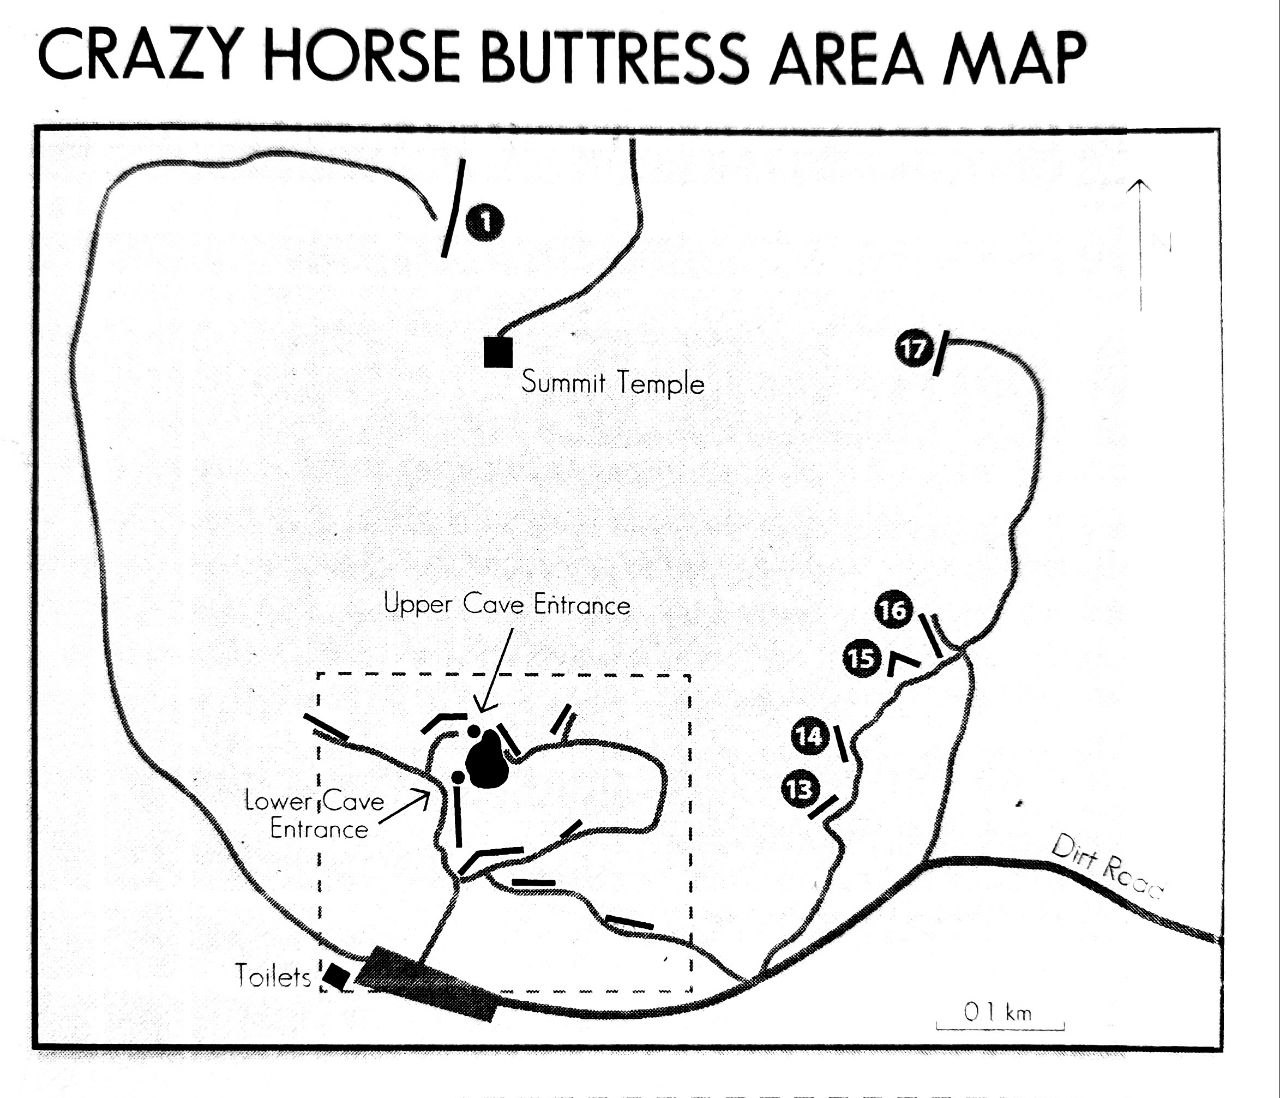 CRAZY HORSE BUTTRESS AREA MAP
N
1
17
Summit Temple
Upper Cave Entrance
16
15
14
13
Lower Cave
Entrance
Dirt Road
Toilets
0 1 km